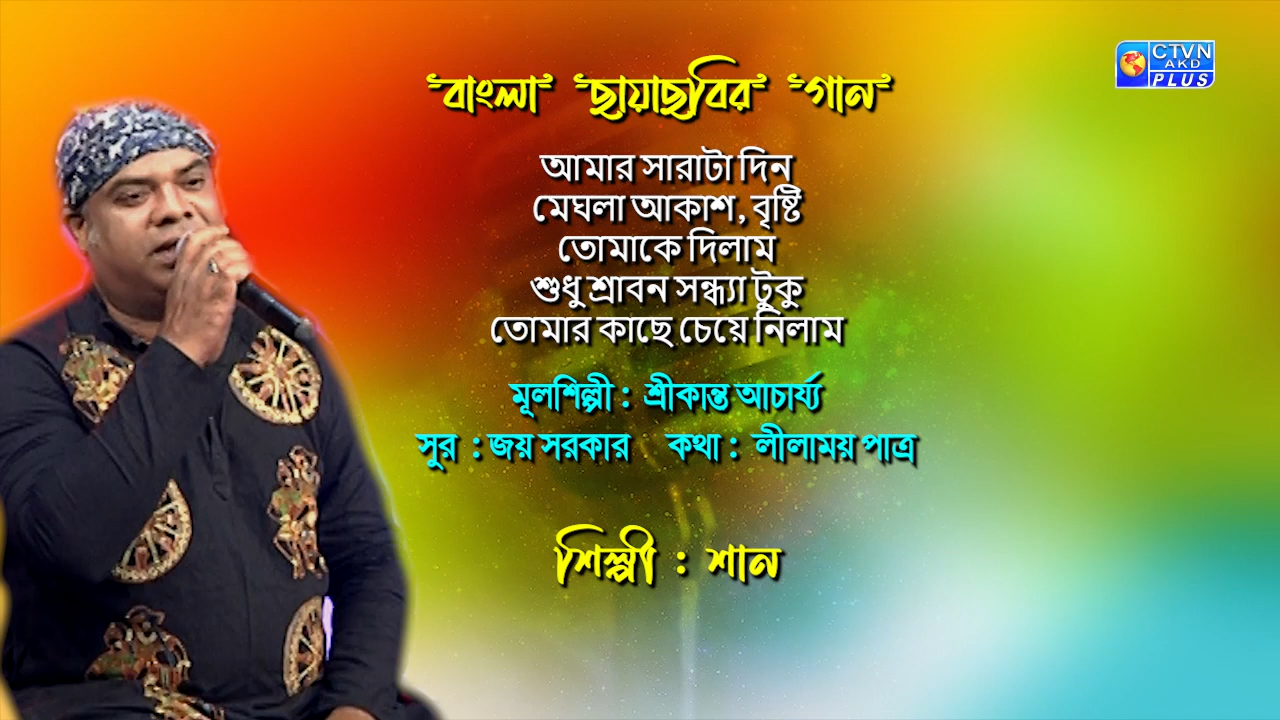 বাংলা ছায়াছবির গান
CTVN
AKD
PLUS
আমার সারাটা দিন
মেঘলা আকাশ, বৃষ্টি
তোমাকে দিলাম
শুধু শ্রাবন সন্ধ্যা টুকু
তোমার কাছে চেয়ে নিলাম
মূলশিল্পী : শ্রীকান্ত আচার্য্য
সুর : জয় সরকার কথা : লীলাময় পাত্র
শিল্পী : শান